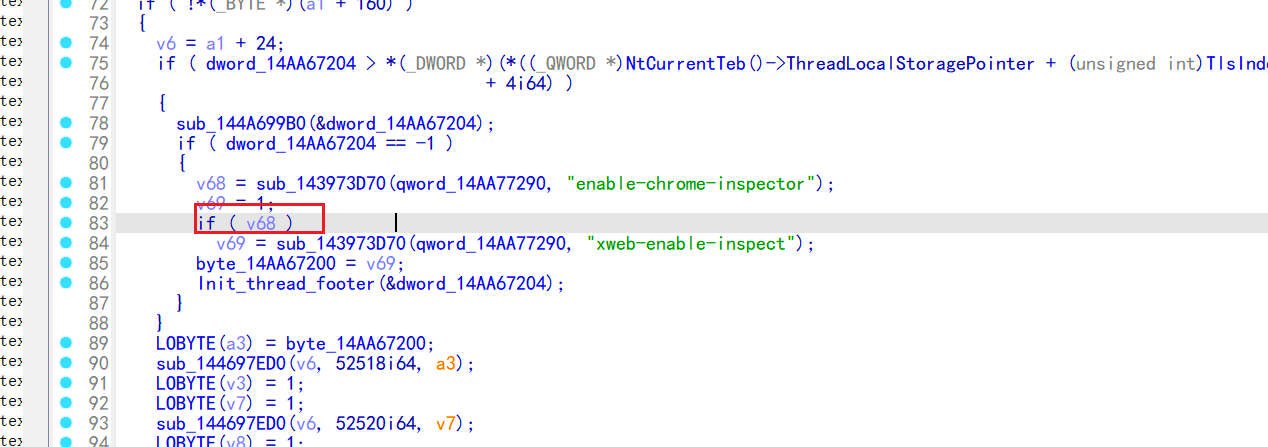 tex 72 if ( !*(_BYTE *)(a1 + 160) )
tex 73 {
tex 74 v6 = a1 + 24;
tex 75 if ( dword_14AA67204 > *(_DWORD *)(*((_QWORD *)NtCurrentTeb()->ThreadLocalStoragePointer + (unsigned int)TlsInde
tex 76 + 4i64) )
tex 77 {
tex 78 sub_144A699B0(&dword_14AA67204);
tex 79 if ( dword_14AA67204 == -1 )
tex 80 {
tex 81 v68 = sub_143973D70(qword_14AA77290, "enable-chrome-inspector");
tex 82 v69 = 1;
tex 83 if ( v68 )
tex 84 v69 = sub_143973D70(qword_14AA77290, "xweb-enable-inspect");
tex 85 byte_14AA67200 = v69;
tex 86 Init_thread_footer(&dword_14AA67204);
tex 87 }
tex 88 }
tex 89 LOBYTE(a3) = byte_14AA67200;
tex 90 sub_144697ED0(v6, 52518i64, a3);
tex 91 LOBYTE(v3) = 1;
tex 92 LOBYTE(v7) = 1;
tex 93 sub_144697ED0(v6, 52520i64, v7);
tex 94 LOBYTE(v8) = 1;